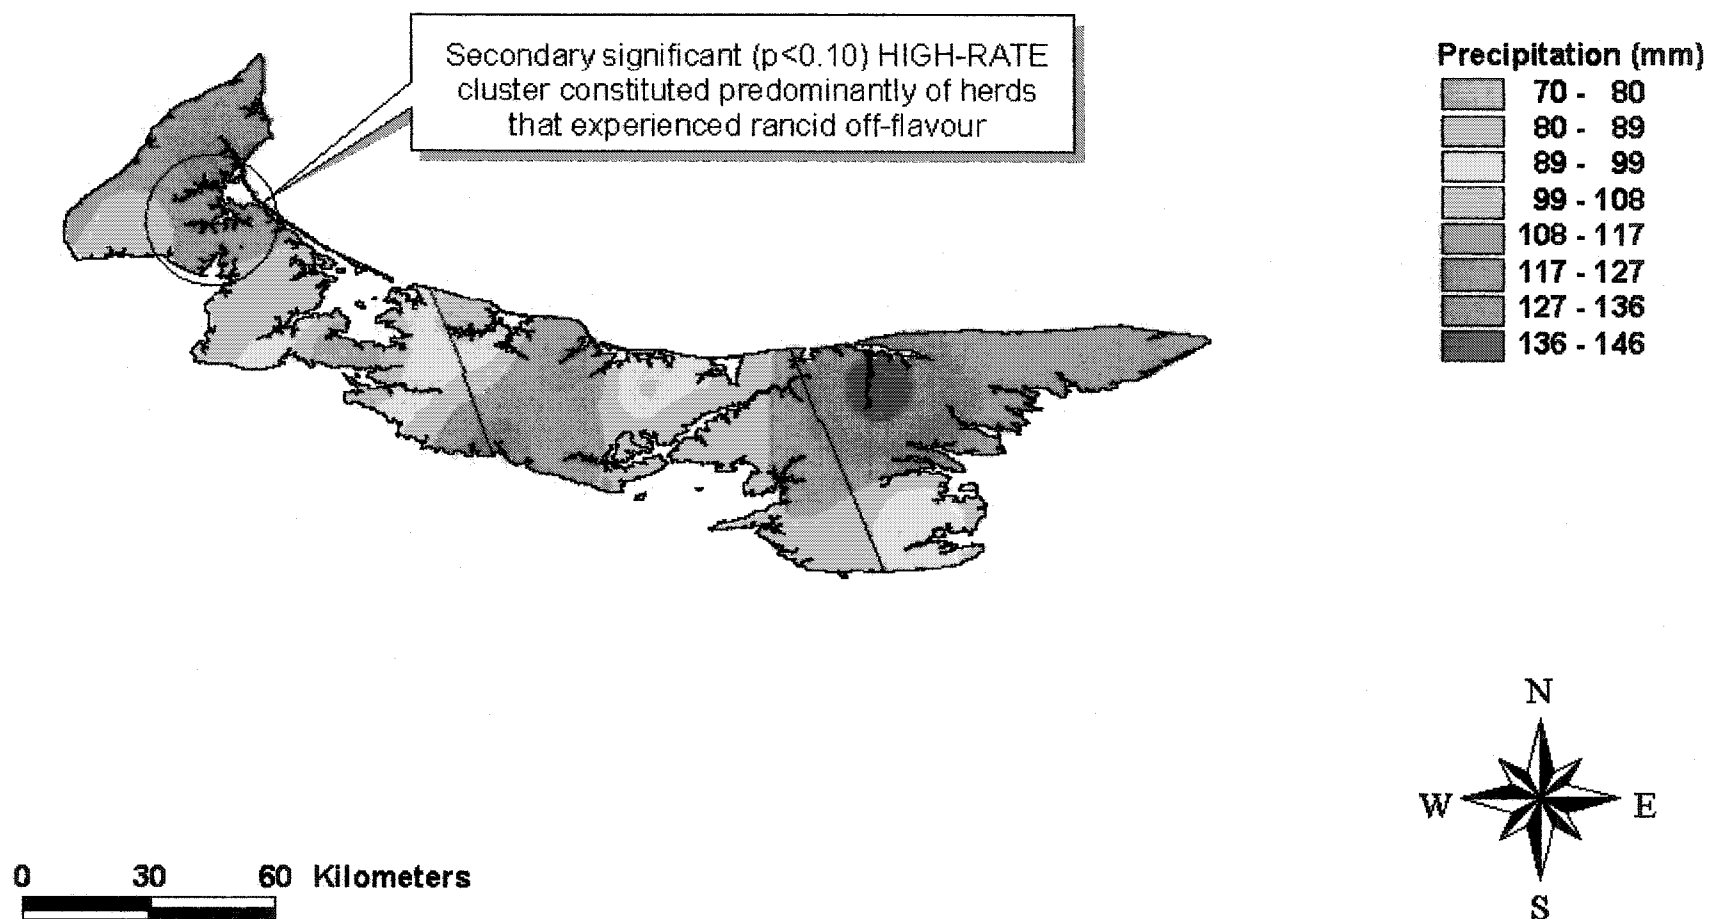 Secondary significant (p<0.10) HIGH-RATE
cluster constituted predominantly of herds
that experienced rancid off-flavour
Precipitation (mm)
70 - 80
80 - 89
89 - 99
99 - 108
108 - 117
117 - 127
127 - 136
136 - 146
N
W E
S
0 30 60 Kilometers